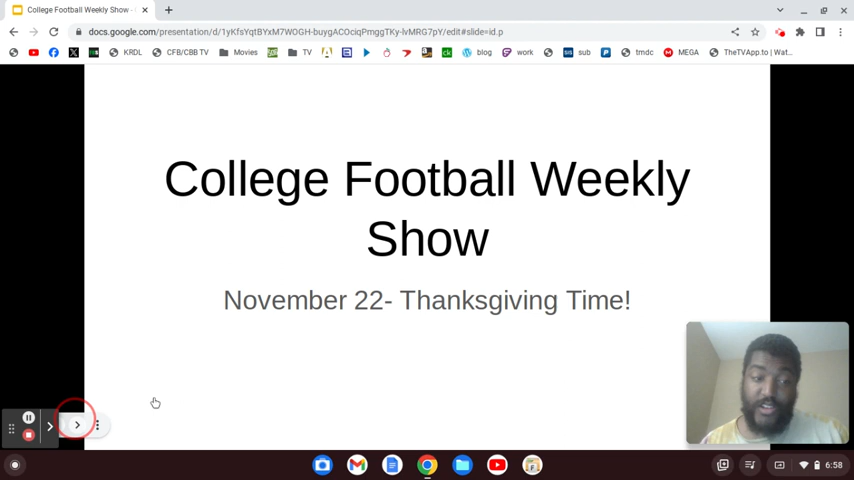 College Football Weekly Show -
docs.google.com/presentation/d/1yKfsYqtBYxM7WOGH-buygACOciqPmggTKy-lvMRG7pY/edit#slide=id.p
KRDL CFB/CBB TV Movies TV blog work sub tmdc MEGA TheTVApp.to | Wat...
College Football Weekly
Show
November 22- Thanksgiving Time!
6:58